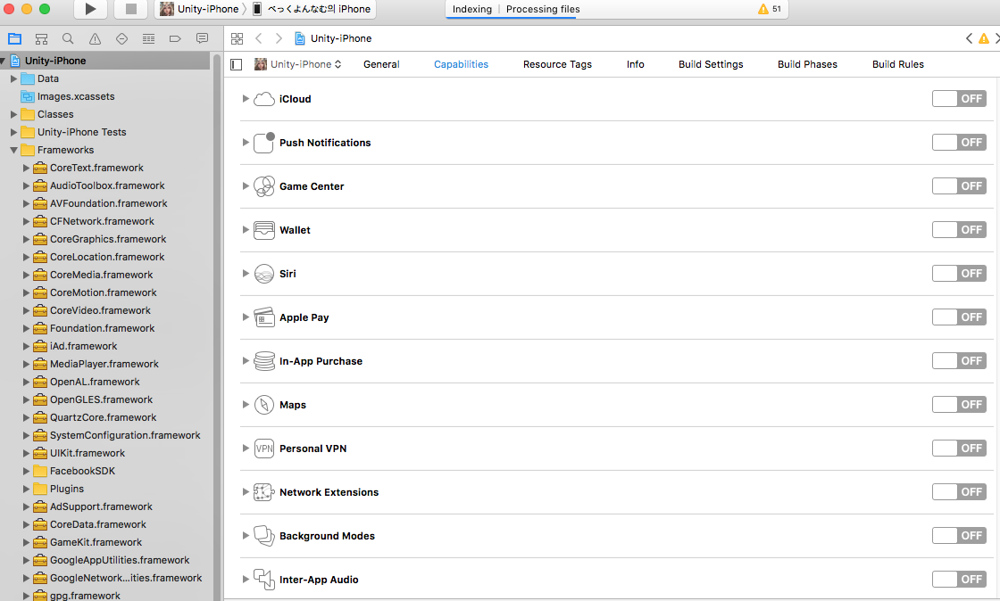 Unity-iPhone 〉 べっくよんなむ의 iPhone
Indexing | Processing files
51
Unity-iPhone
Unity-iPhone
General
Capabilities
Resource Tags
Info
Build Settings
Build Phases
Build Rules
Unity-iPhone
Data
Images.xcassets
Classes
Unity-iPhone Tests
Frameworks
CoreText.framework
AudioToolbox.framework
AVFoundation.framework
CFNetwork.framework
CoreGraphics.framework
CoreLocation.framework
CoreMedia.framework
CoreMotion.framework
CoreVideo.framework
Foundation.framework
iAd.framework
MediaPlayer.framework
OpenAL.framework
OpenGLES.framework
QuartzCore.framework
SystemConfiguration.framework
UIKit.framework
FacebookSDK
Plugins
AdSupport.framework
CoreData.framework
GameKit.framework
GoogleAppUtilities.framework
GoogleNetwork...ities.framework
gpg.framework
iCloud OFF
Push Notifications OFF
Game Center OFF
Wallet OFF
Siri OFF
Apple Pay OFF
In-App Purchase OFF
Maps OFF
VPN Personal VPN OFF
Network Extensions OFF
Background Modes OFF
Inter-App Audio OFF